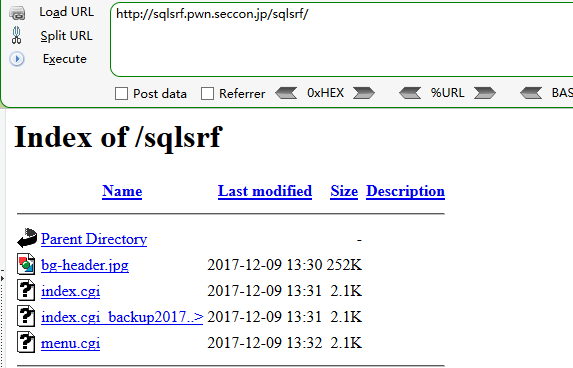 Load URL
http://sqlsrf.pwn.seccon.jp/sqlsrf/
Split URL
Execute
Post data Referrer 0xHEX %URL BAS
Index of /sqlsrf
Name Last modified Size Description
Parent Directory -
bg-header.jpg 2017-12-09 13:30 252K
index.cgi 2017-12-09 13:31 2.1K
index.cgi_backup2017..> 2017-12-09 13:31 2.1K
menu.cgi 2017-12-09 13:32 2.1K